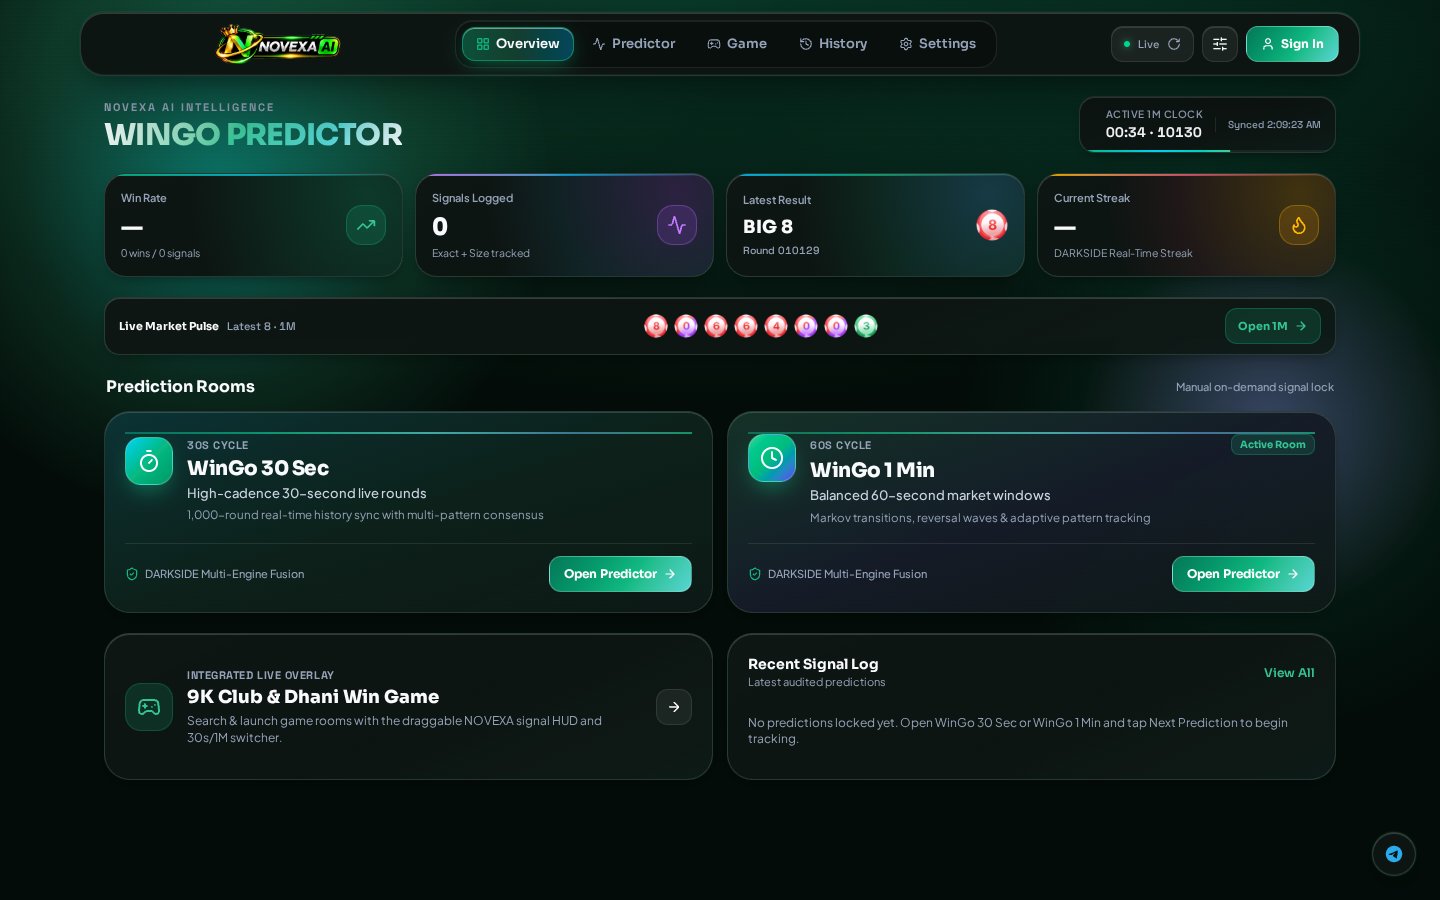 NOVEXA AI
Overview
Predictor
Game
History
Settings
Live
Sign In
NOVEXA AI INTELLIGENCE
WINGO PREDICTOR
ACTIVE 1M CLOCK
00:34 · 10130
Synced 2:09:23 AM
Win Rate
—
0 wins / 0 signals
Signals Logged
0
Exact + Size tracked
Latest Result
BIG 8
Round 010129
8
Current Streak
—
DARKSIDE Real-Time Streak
Live Market Pulse Latest 8 · 1M
8 0 6 6 4 0 0 3
Open 1M
Prediction Rooms
Manual on-demand signal lock
30S CYCLE
WinGo 30 Sec
High-cadence 30-second live rounds
1,000-round real-time history sync with multi-pattern consensus
DARKSIDE Multi-Engine Fusion
Open Predictor
60S CYCLE
Active Room
WinGo 1 Min
Balanced 60-second market windows
Markov transitions, reversal waves & adaptive pattern tracking
DARKSIDE Multi-Engine Fusion
Open Predictor
INTEGRATED LIVE OVERLAY
9K Club & Dhani Win Game
Search & launch game rooms with the draggable NOVEXA signal HUD and
30s/1M switcher.
Recent Signal Log
Latest audited predictions
View All
No predictions locked yet. Open WinGo 30 Sec or WinGo 1 Min and tap Next Prediction to begin
tracking.